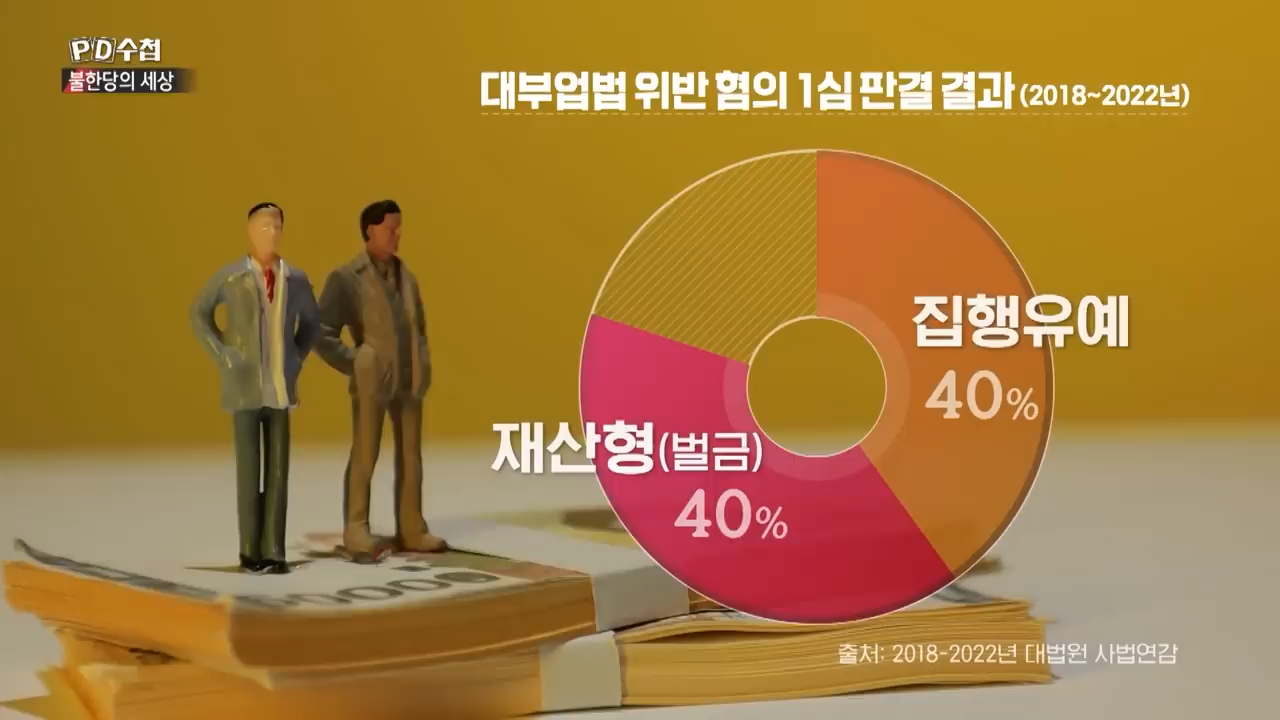 PD수첩
불한당의 세상
대부업법 위반 혐의 1심 판결 결과 (2018~2022년)
집행유예
40%
재산형(벌금)
40%
출처: 2018-2022년 대법원 사법연감